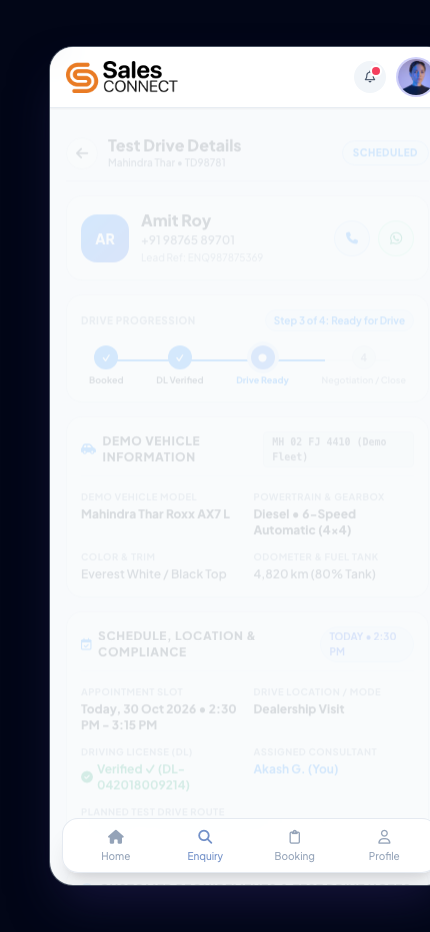 Sales
CONNECT
Test Drive Details
Mahindra Thar • TD98781
SCHEDULED
AR
Amit Roy
+91 98765 89701
Lead Ref: ENQ987875389
DRIVE PROGRESSION
Step 3 of 4: Ready for Drive
✓ ✓ 4
Booked
DL Verified
Drive Ready
Negotiation / Close
DEMO VEHICLE
INFORMATION
MH 02 FJ 4410 (Demo
Fleet)
DEMO VEHICLE MODEL
Mahindra Thar Roxx AX7 L
POWERTRAIN & GEARBOX
Diesel • 6-Speed
Automatic (4x4)
COLOR & TRIM
Everest White / Black Top
ODOMETER & FUEL TANK
4,820 km (80% Tank)
SCHEDULE, LOCATION &
COMPLIANCE
TODAY • 2:30
PM
APPOINTMENT SLOT
Today, 30 Oct 2026 • 2:30
PM - 3:15 PM
DRIVE LOCATION / MODE
Dealership Visit
DRIVING LICENSE (DL)
Verified ✓ (DL-
042018009214)
ASSIGNED CONSULTANT
Akash G. (You)
PLANNED TEST DRIVE ROUTE
Home
Enquiry
Booking
Profile